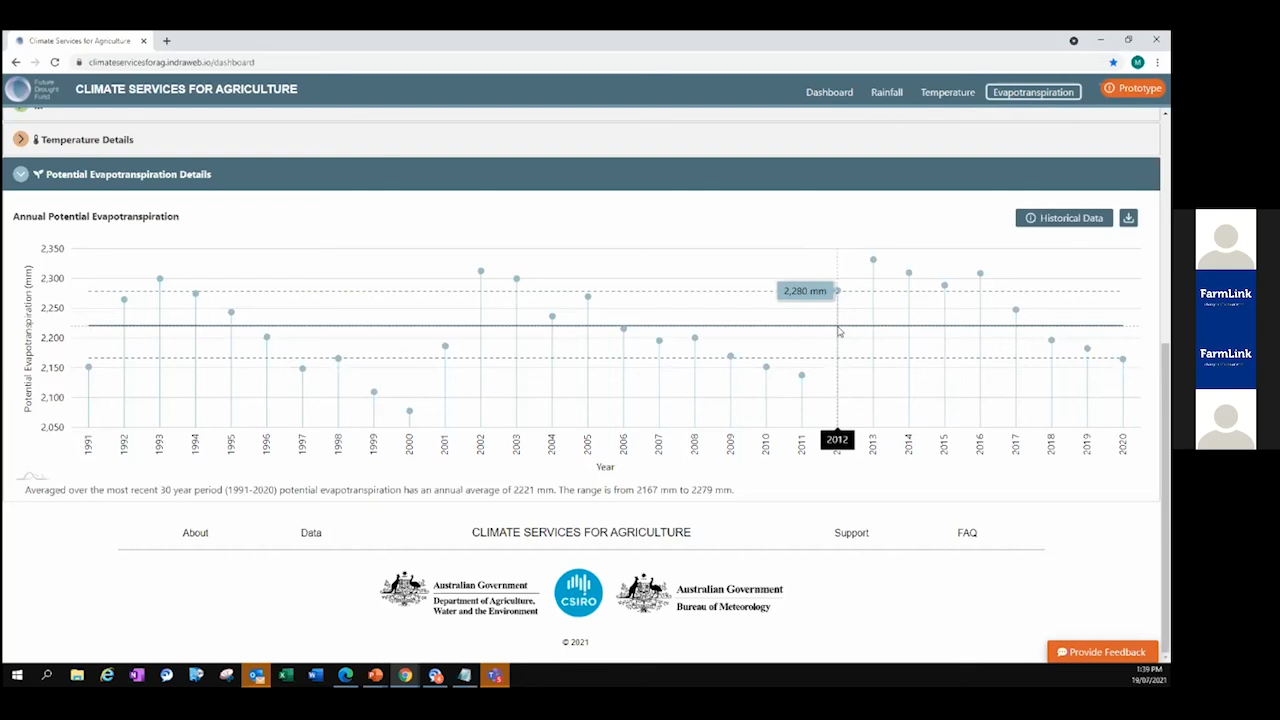 Climate Services for Agriculture
climateservicesforag.indraweb.io/dashboard
M
Future
Drought
Fund
CLIMATE SERVICES FOR AGRICULTURE
Dashboard
Rainfall
Temperature
Evapotranspiration
Prototype
Temperature Details
Potential Evapotranspiration Details
Annual Potential Evapotranspiration
Historical Data
Potential Evapotranspiration (mm)
2,350
2,300
2,250
2,200
2,150
2,100
2,050
2,280 mm
1991
1992
1993
1994
1995
1996
1997
1998
1999
2000
2001
2002
2003
2004
2005
2006
2007
2008
2009
2010
2011
2012
2013
2014
2015
2016
2017
2018
2019
2020
Year
Averaged over the most recent 30 year period (1991-2020) potential evapotranspiration has an annual average of 2221 mm. The range is from 2167 mm to 2279 mm.
About
Data
CLIMATE SERVICES FOR AGRICULTURE
Support
FAQ
Australian Government
Department of Agriculture,
Water and the Environment
CSIRO
Australian Government
Bureau of Meteorology
© 2021
Provide Feedback
1:39 PM
19/07/2021
FarmLink
FarmLink